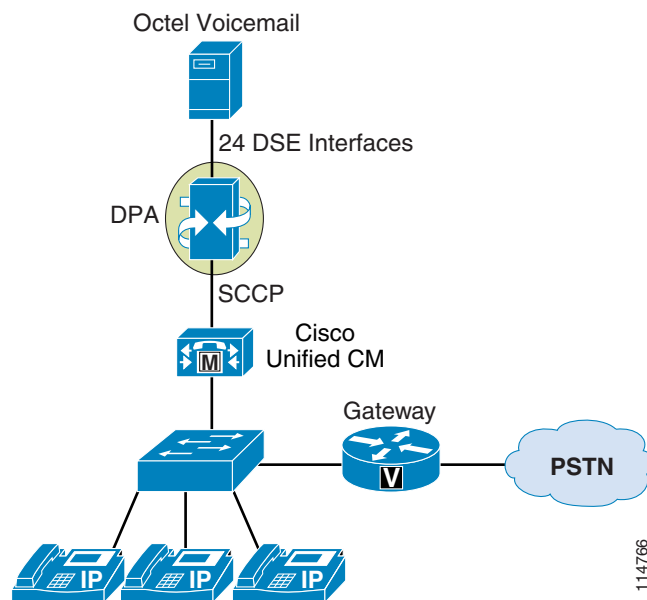 Octel Voicemail
24 DSE Interfaces
DPA
SCCP
Cisco
Unified CM
M
Gateway
V
PSTN
IP
IP
IP
114766